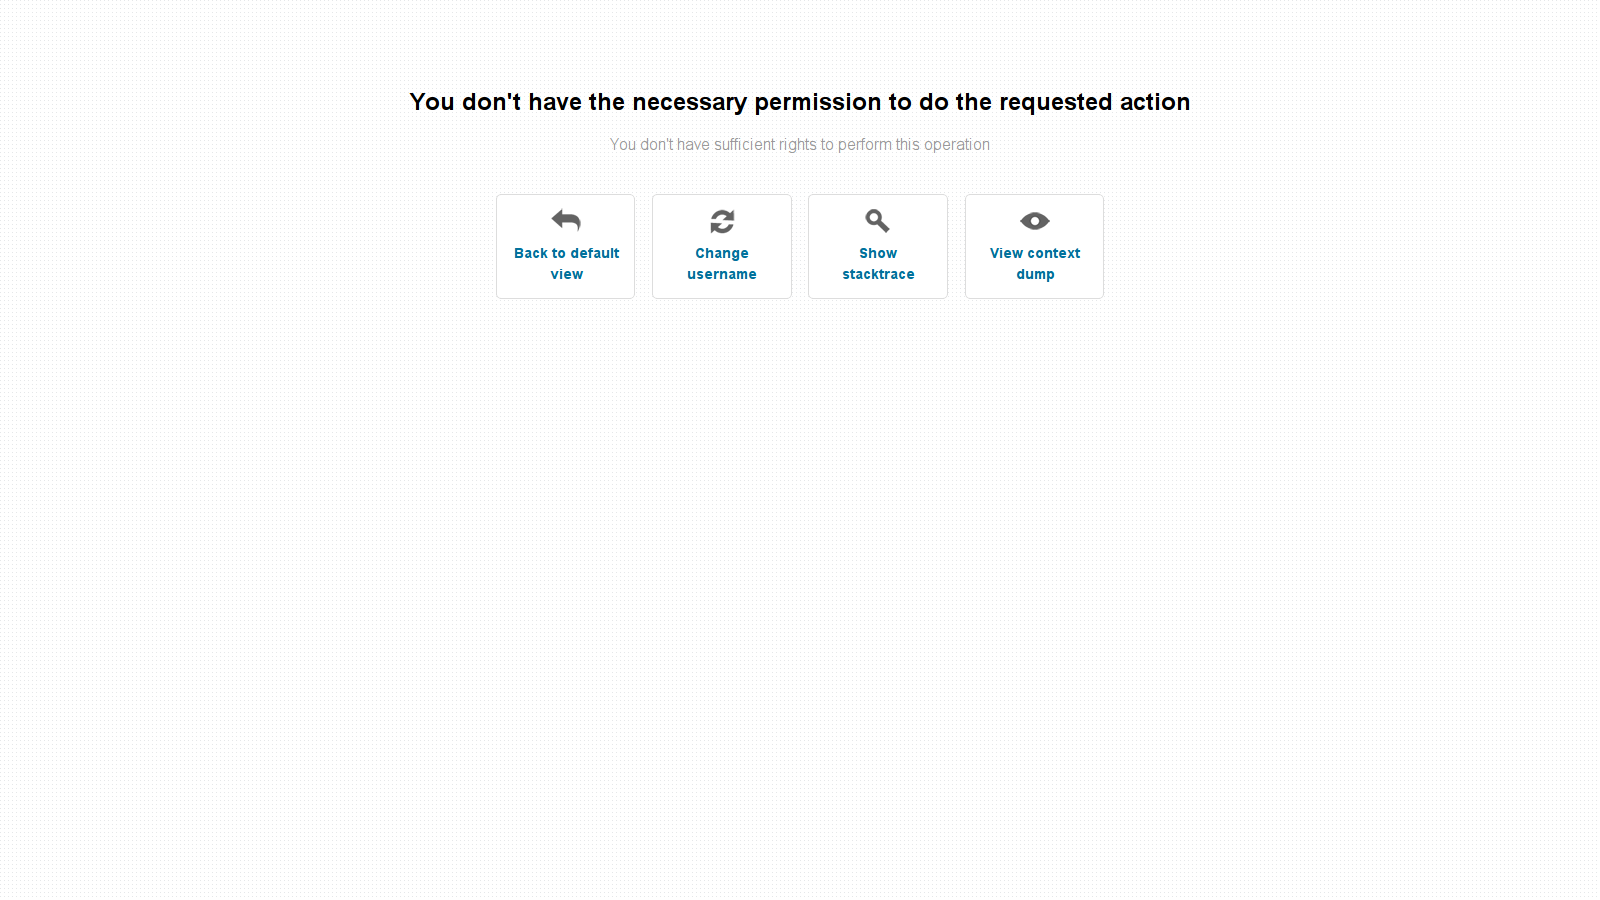 You don't have the necessary permission to do the requested action
You don't have sufficient rights to perform this operation
Back to default
view
Change
username
Show
stacktrace
View context
dump